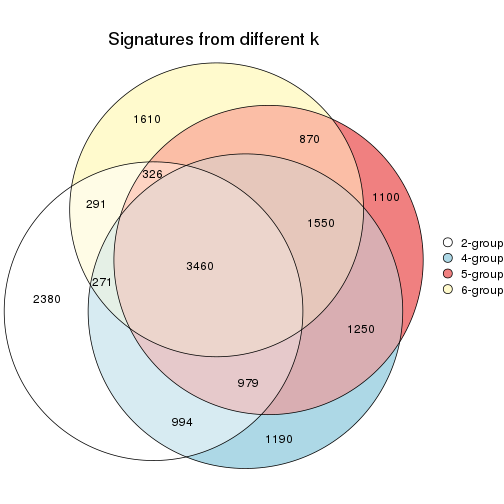 Signatures from different k
1610
870
326
1100
291
1550
3460
271
2380
1250
979
994
1190
2-group
4-group
5-group
6-group